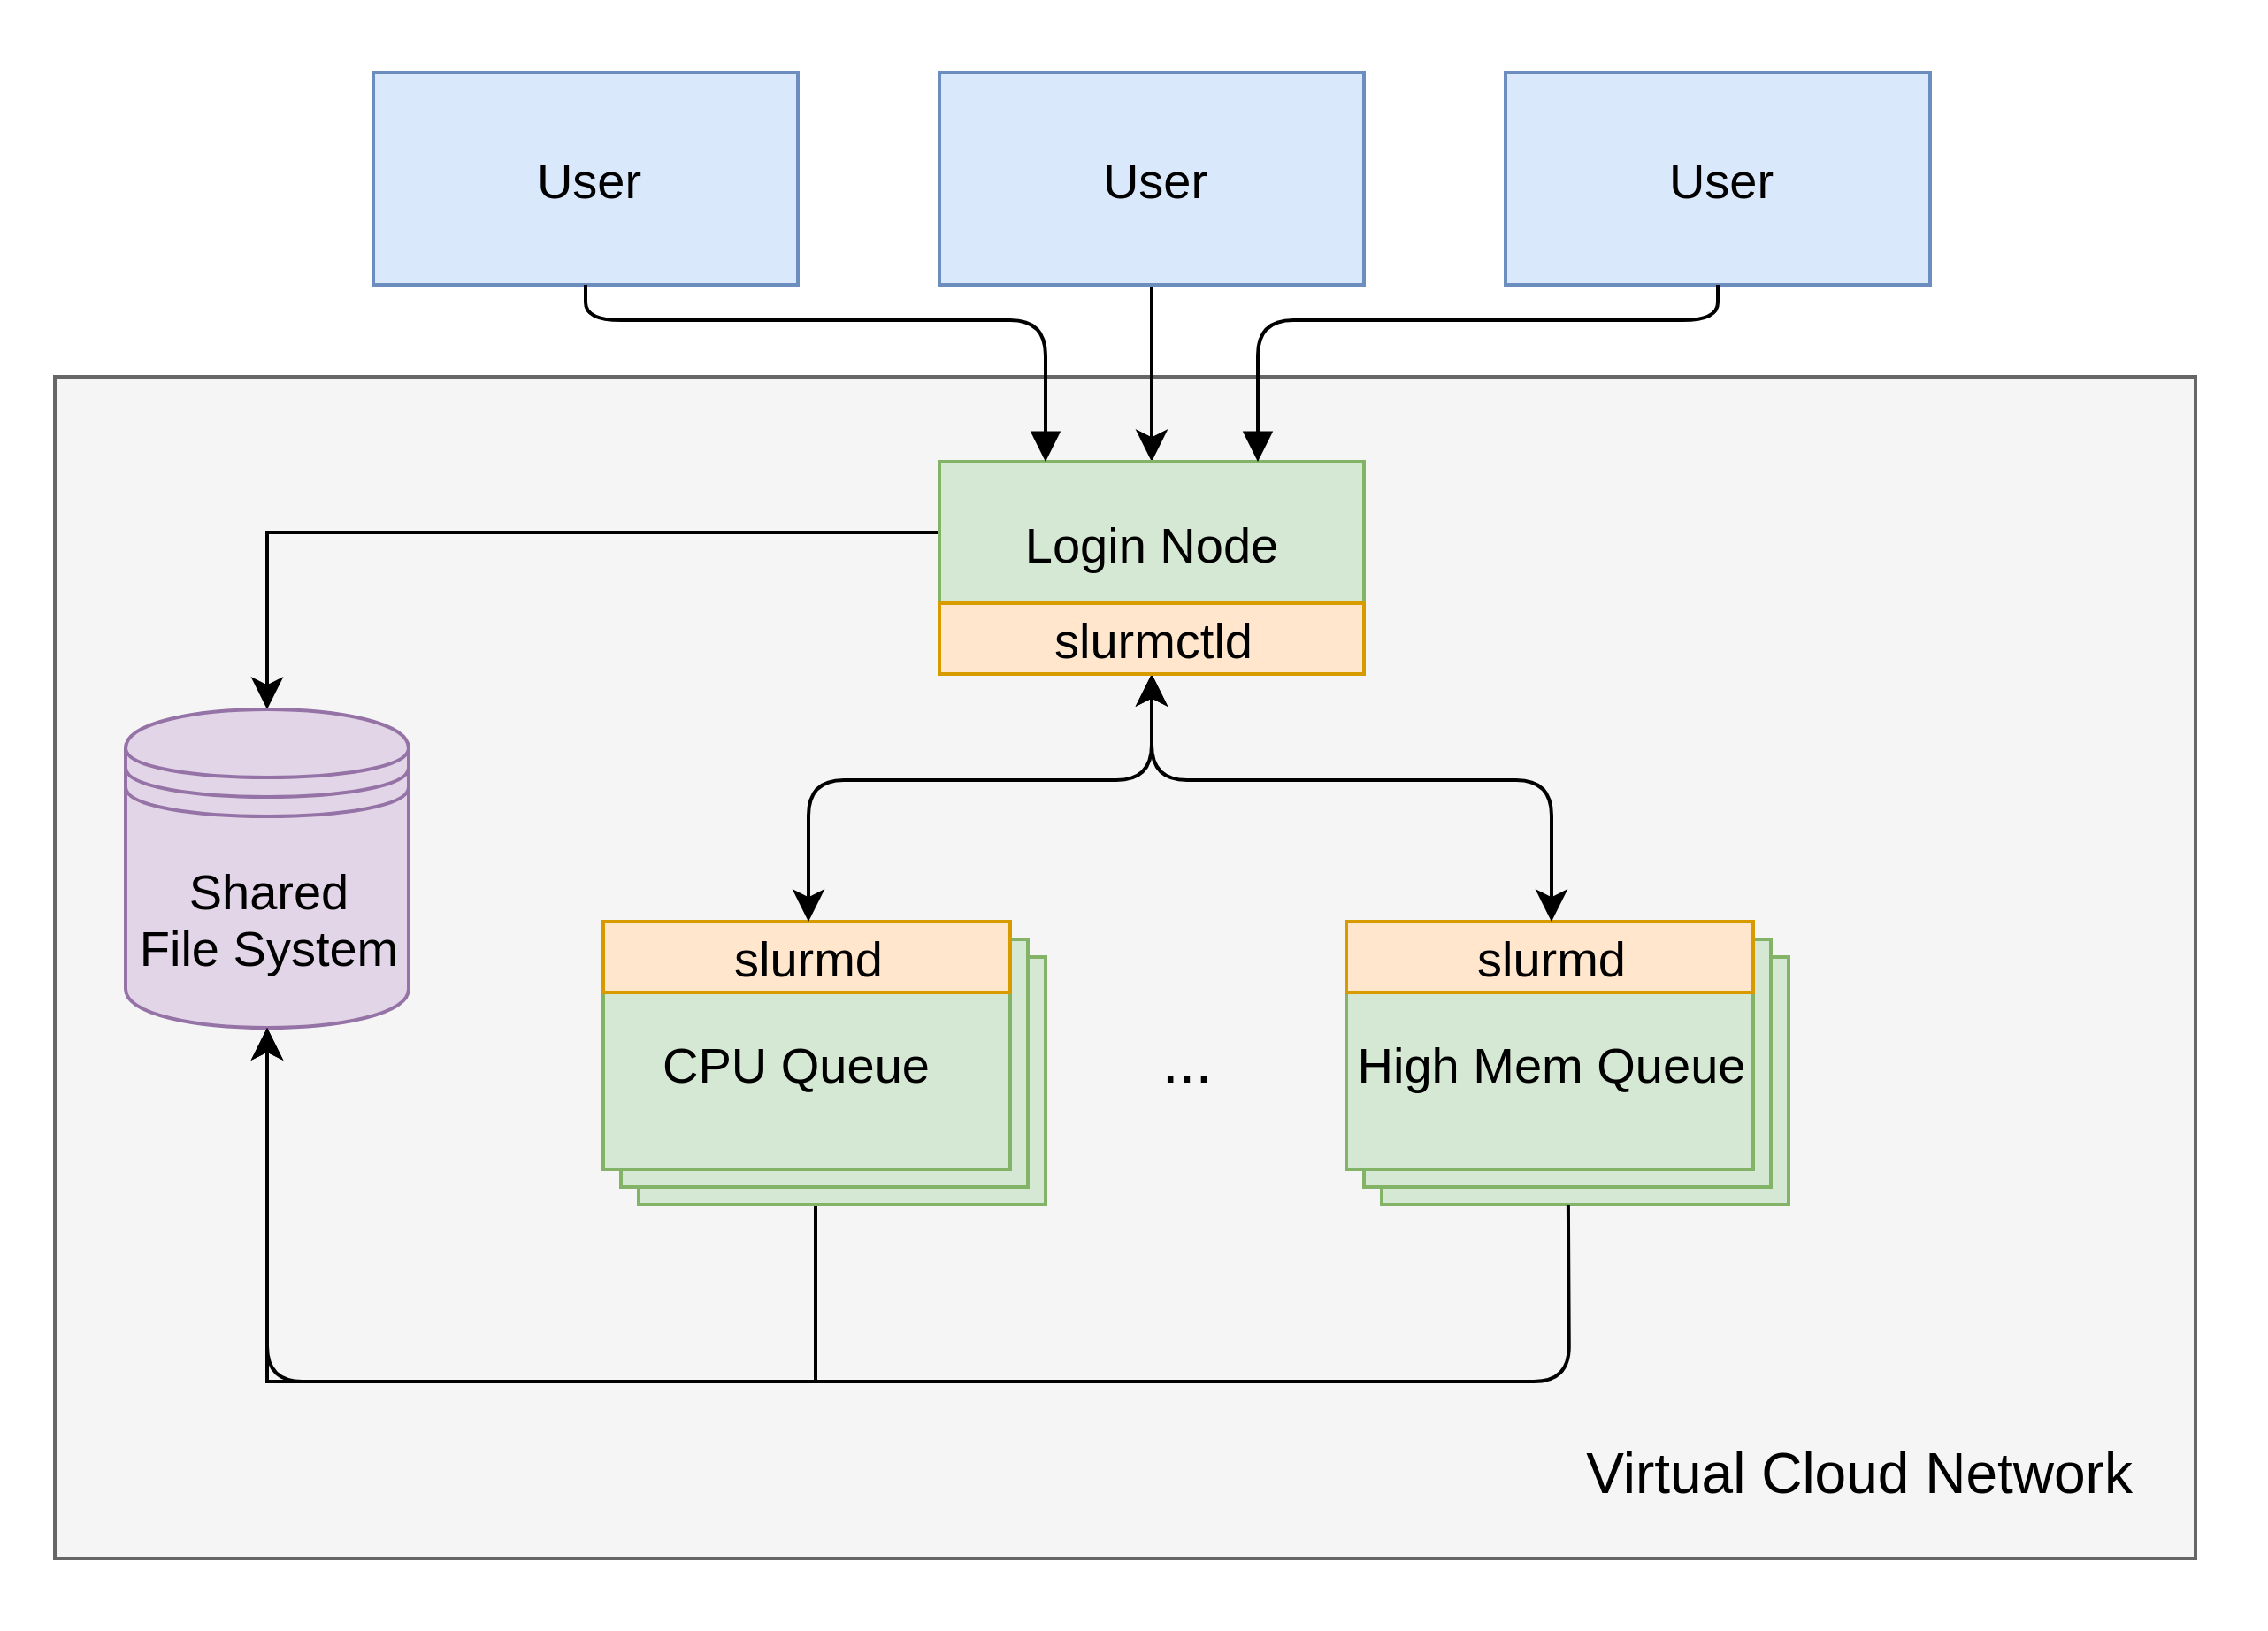 User
User
User
Login Node
slurmctld
Shared
File System
slurmd
slurmd
CPU Queue
...
High Mem Queue
Virtual Cloud Network